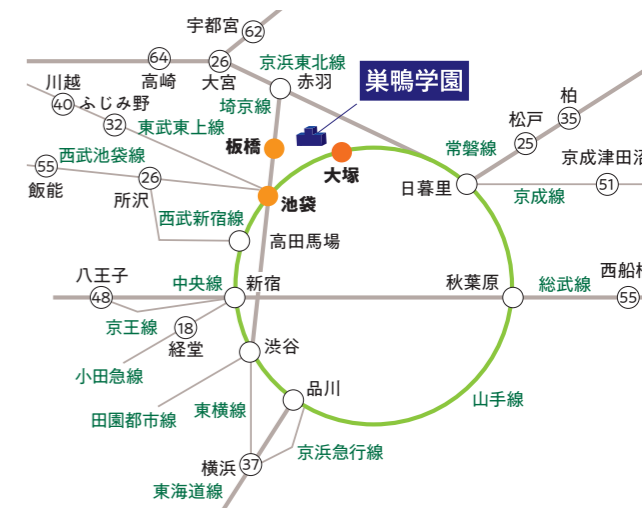 宇都宮
62
64
高崎
26
大宮
京浜東北線
赤羽
巣鴨学園
川越
40
ふじみ野
32
埼京線
東武東上線
板橋
大塚
柏
35
松戸
25
常磐線
京成津田沼
日暮里
51
京成線
西武池袋線
55
飯能
26
所沢
池袋
西武新宿線
高田馬場
八王子
48
中央線
新宿
秋葉原
総武線
西船橋
55
京王線
18
経堂
小田急線
渋谷
田園都市線
東横線
品川
山手線
京浜急行線
横浜
37
東海道線